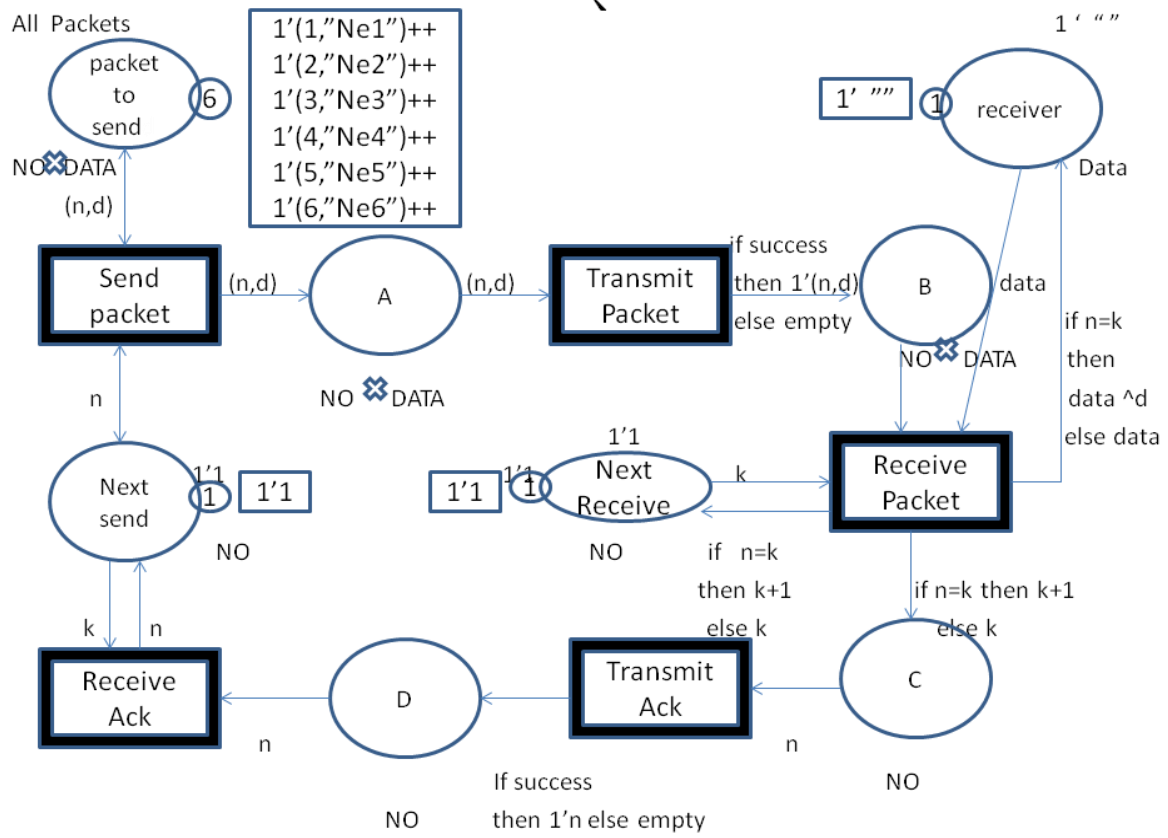 All Packets
packet
to
send
6
1'(1,”Ne1”)++
1'(2,”Ne2”)++
1'(3,”Ne3”)++
1'(4,”Ne4”)++
1'(5,”Ne5”)++
1'(6,”Ne6”)++
1 ‘ “ ”
1' ””
1
receiver
NO DATA
(n,d)
Data
Send
packet
(n,d)
A
(n,d)
Transmit
Packet
if success
then 1'(n,d)
else empty
B
data
if n=k
then
data ^d
else data
NO DATA
NO DATA
n
Next
send
1'1
1
1'1
NO
1'1
1'1
1'1
1
Next
Receive
NO
k
Receive
Packet
if n=k
then k+1
else k
if n=k then k+1
else k
k
n
Receive
Ack
n
D
Transmit
Ack
n
C
NO
If success
then 1'n else empty
NO